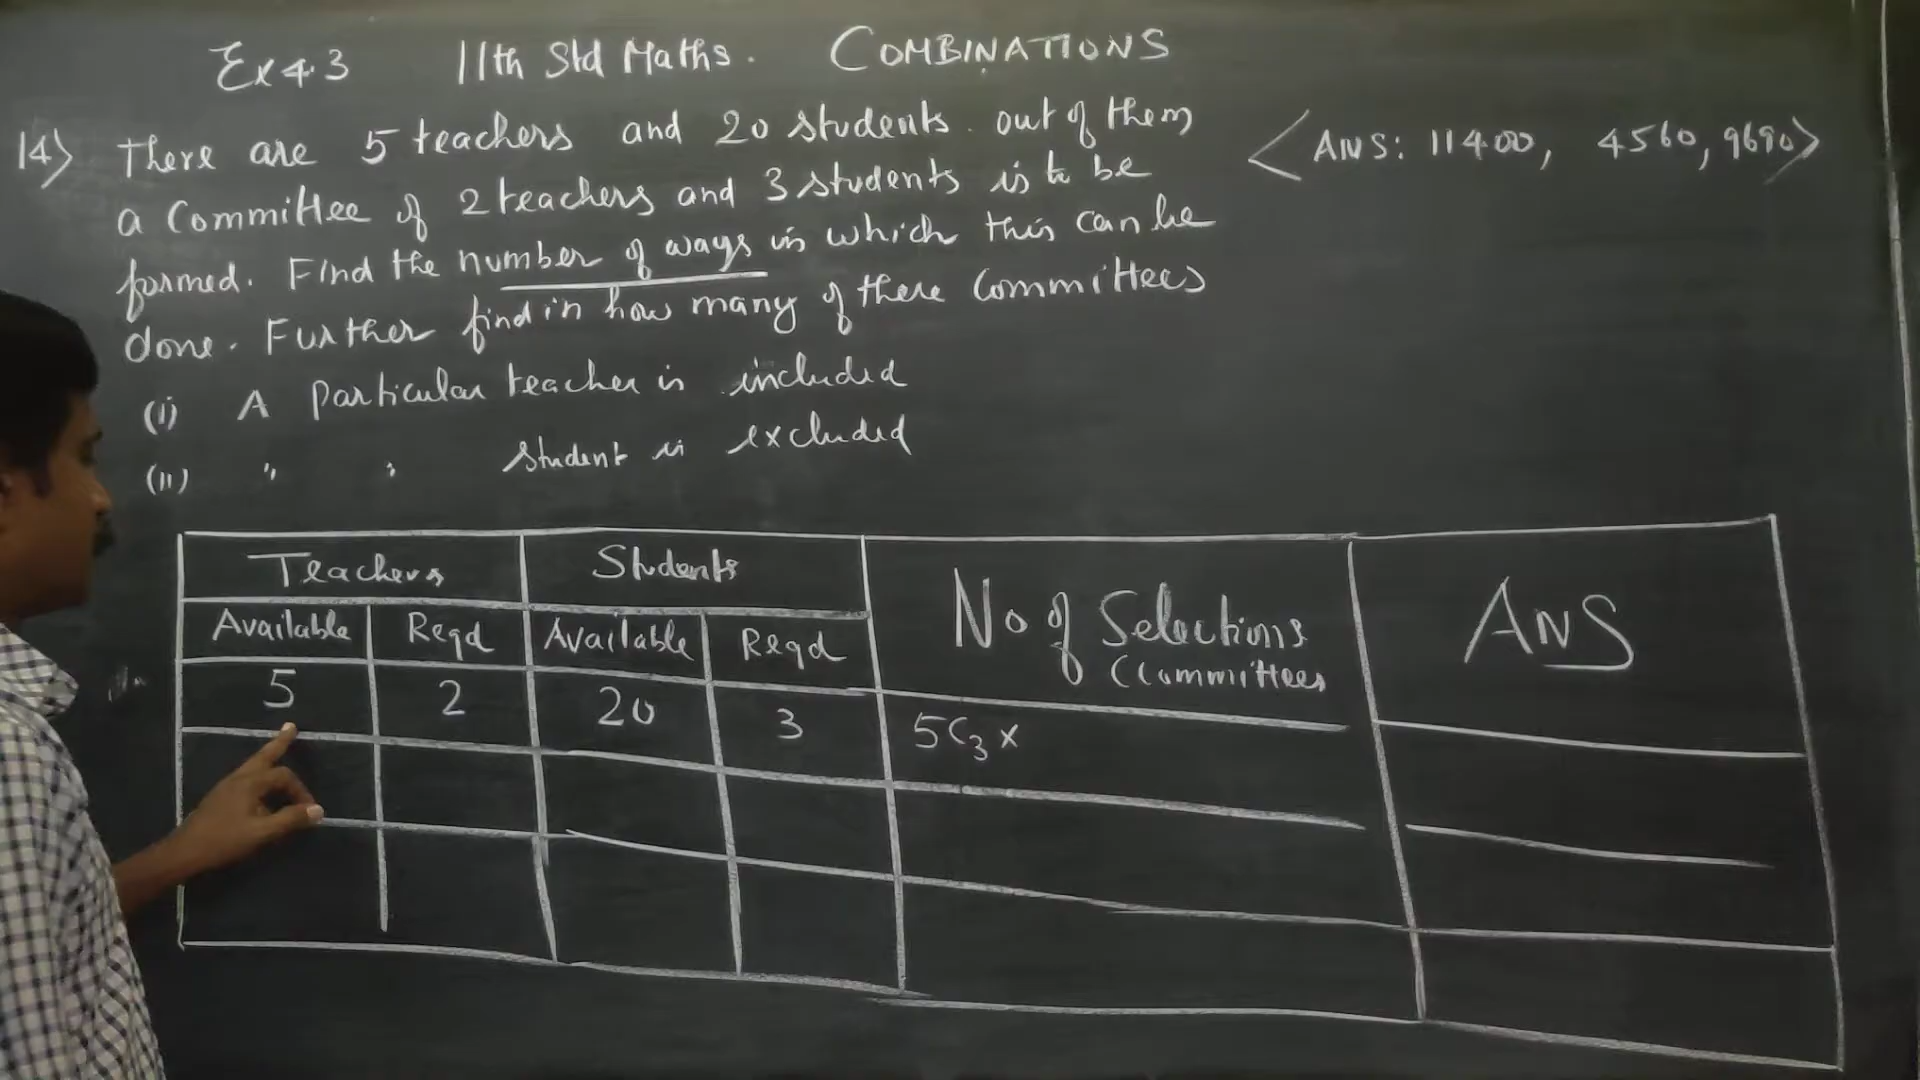 Ex 4.3 11th Std Maths. COMBINATIONS
14) There are 5 teachers and 20 students. out of them
a Committee of 2 teachers and 3 students is to be
formed. Find the number of ways in which this can be
done. Further find in how many of these Committees
(i) A Particular teacher is included
(ii) " " student is excluded
<ANS: 11400, 4560, 9690>
Teachers Students No of Selections (Committees ANS
Available Reqd Available Reqd
5 2 20 3 5C3 x